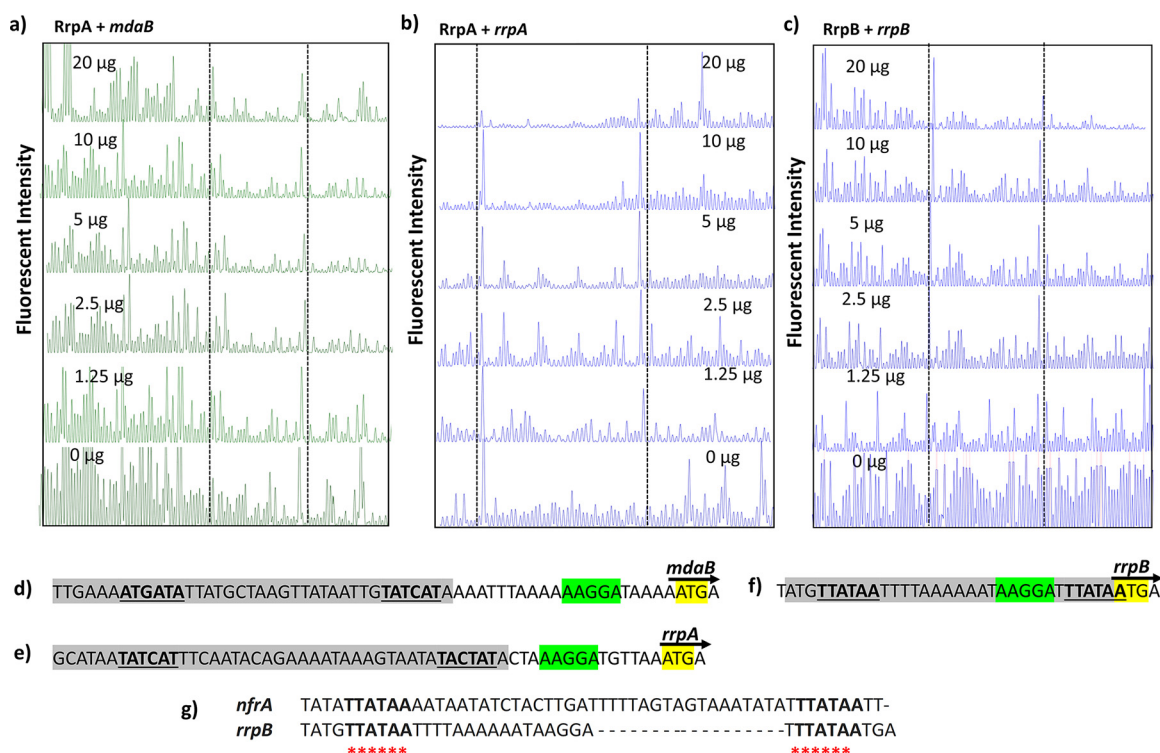 a) RrpA + mdaB
b) RrpA + rrpA
c) RrpB + rrpB
Fluorescent Intensity
20 µg
10 µg
5 µg
2.5 µg
1.25 µg
0 µg
Fluorescent Intensity
20 µg
10 µg
5 µg
2.5 µg
1.25 µg
0 µg
Fluorescent Intensity
20 µg
10 µg
5 µg
2.5 µg
1.25 µg
0 µg
mdaB
d) TTGAAAATGATATTATGCTAAGTTATAATTGTATCATAAAATTTAAAAAAGGATAAAAATGA
rrpB
f) TATGTTATAATTTTAAAAAATAAGGATTTATAATGA
rrpA
e) GCATAATATCATTTCAATACAGAAAATAAAGTAATATACTATACTAAAGGATGTTAAATGA
g) nfrA TATATTATAAAATAATATCTACTTGATTTTTAGTAGTAAATATATTTATAATT-
rrpB TATGTTATAATTTTAAAAAATAAGGA - - - - - - - - - - - - - - - - - - - TTTATAATGA
****** ******